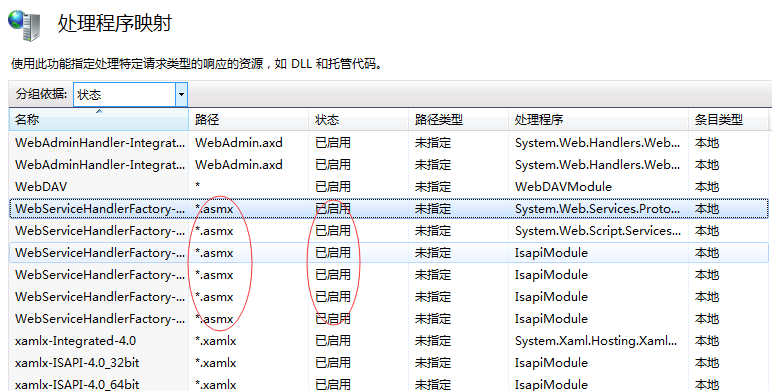 处理程序映射
使用此功能指定处理特定请求类型的响应的资源，如 DLL 和托管代码。
分组依据: 状态
名称 路径 状态 路径类型 处理程序 条目类型
WebAdminHandler-Integrat... WebAdmin.axd 已启用 未指定 System.Web.Handlers.Web... 本地
WebAdminHandler-Integrat... WebAdmin.axd 已启用 未指定 System.Web.Handlers.Web... 本地
WebDAV * 已启用 未指定 WebDAVModule 本地
WebServiceHandlerFactory-... *.asmx 已启用 未指定 System.Web.Services.Proto... 本地
WebServiceHandlerFactory-... *.asmx 已启用 未指定 System.Web.Script.Services... 本地
WebServiceHandlerFactory-... *.asmx 已启用 未指定 IsapiModule 本地
WebServiceHandlerFactory-... *.asmx 已启用 未指定 IsapiModule 本地
WebServiceHandlerFactory-... *.asmx 已启用 未指定 IsapiModule 本地
WebServiceHandlerFactory-... *.asmx 已启用 未指定 IsapiModule 本地
xamlx-Integrated-4.0 *.xamlx 已启用 未指定 System.Xaml.Hosting.Xaml... 本地
xamlx-ISAPI-4.0_32bit *.xamlx 已启用 未指定 IsapiModule 本地
xamlx-ISAPI-4.0_64bit *.xamlx 已启用 未指定 IsapiModule 本地